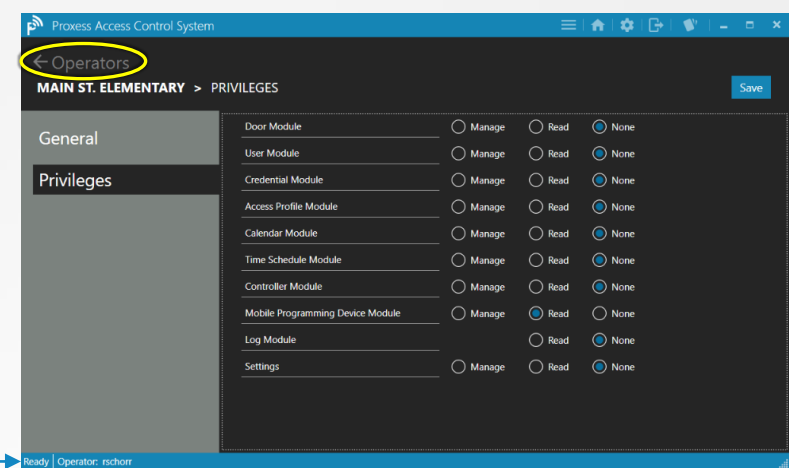 Proxess Access Control System
Operators
MAIN ST. ELEMENTARY > PRIVILEGES
Save
General
Privileges
Door Module Manage Read None
User Module Manage Read None
Credential Module Manage Read None
Access Profile Module Manage Read None
Calendar Module Manage Read None
Time Schedule Module Manage Read None
Controller Module Manage Read None
Mobile Programming Device Module Manage Read None
Log Module Read None
Settings Manage Read None
Ready Operator: rschorr